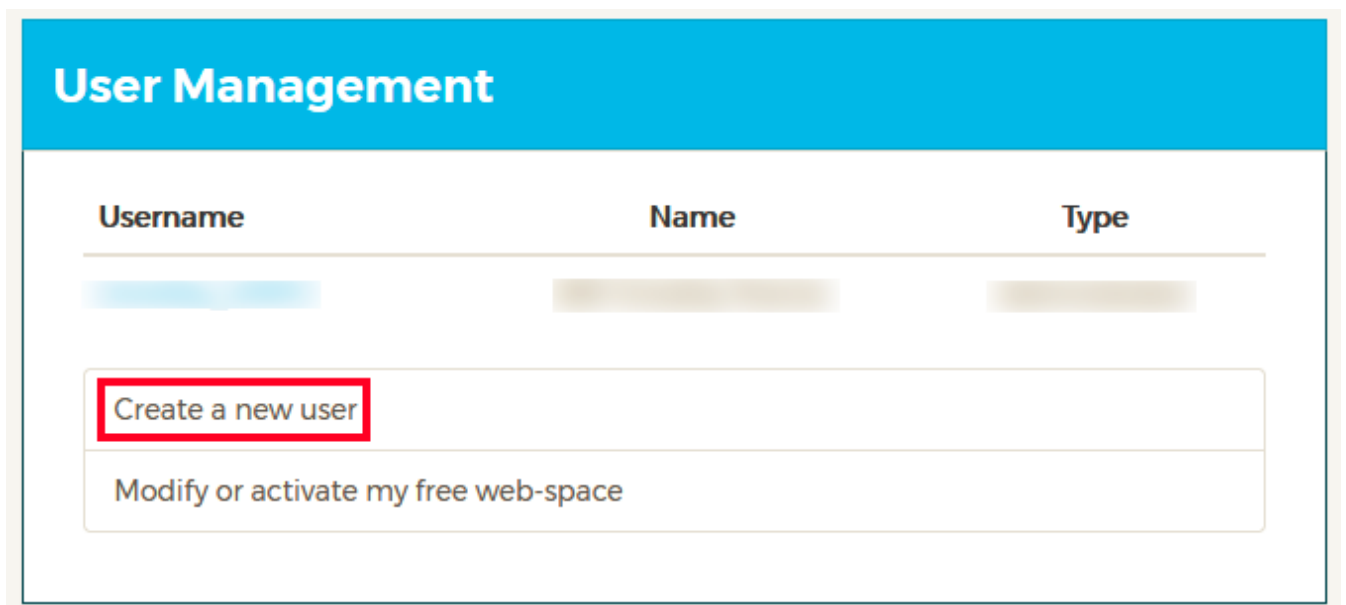 User Management
Username Name Type
Create a new user
Modify or activate my free web-space